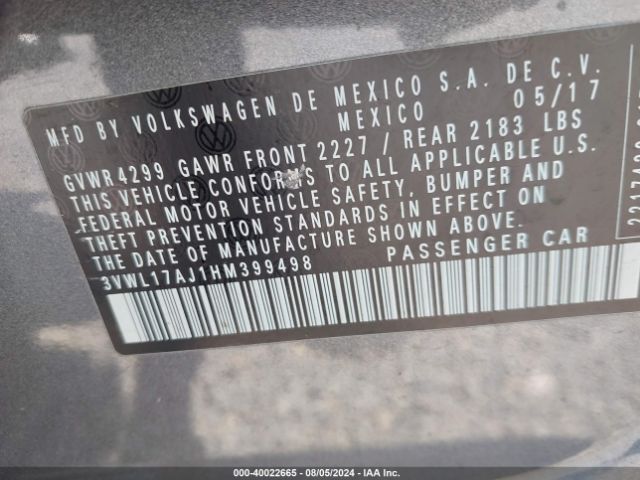 MFD BY VOLKSWAGEN DE MEXICO S.A. DE C.V.
MEXICO 05/17
GVWR 4299 GAWR FRONT 2227 / REAR 2183 LBS
THIS VEHICLE CONFORMS TO ALL APPLICABLE U.S.
FEDERAL MOTOR VEHICLE SAFETY, BUMPER AND
THEFT PREVENTION STANDARDS IN EFFECT ON
THE DATE OF MANUFACTURE SHOWN ABOVE.
3VWL17AJ1HM399498 PASSENGER CAR
000-40022665 - 08/05/2024 - IAA Inc.